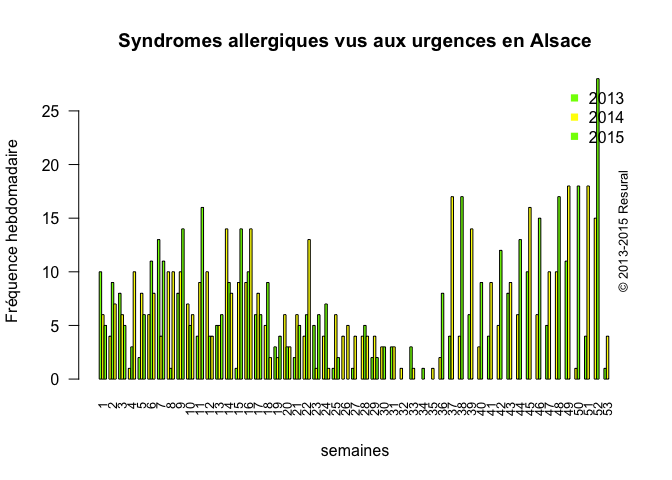 Syndromes allergiques vus aux urgences en Alsace
2013
2014
2015
Fréquence hebdomadaire
25
20
15
10
5
0
© 2013-2015 Resural
1 2 3 4 5 6 7 8 9 10 11 12 13 14 15 16 17 18 19 20 21 22 23 24 25 26 27 28 29 30 31 32 33 34 35 36 37 38 39 40 41 42 43 44 45 46 47 48 49 50 51 52 53
semaines